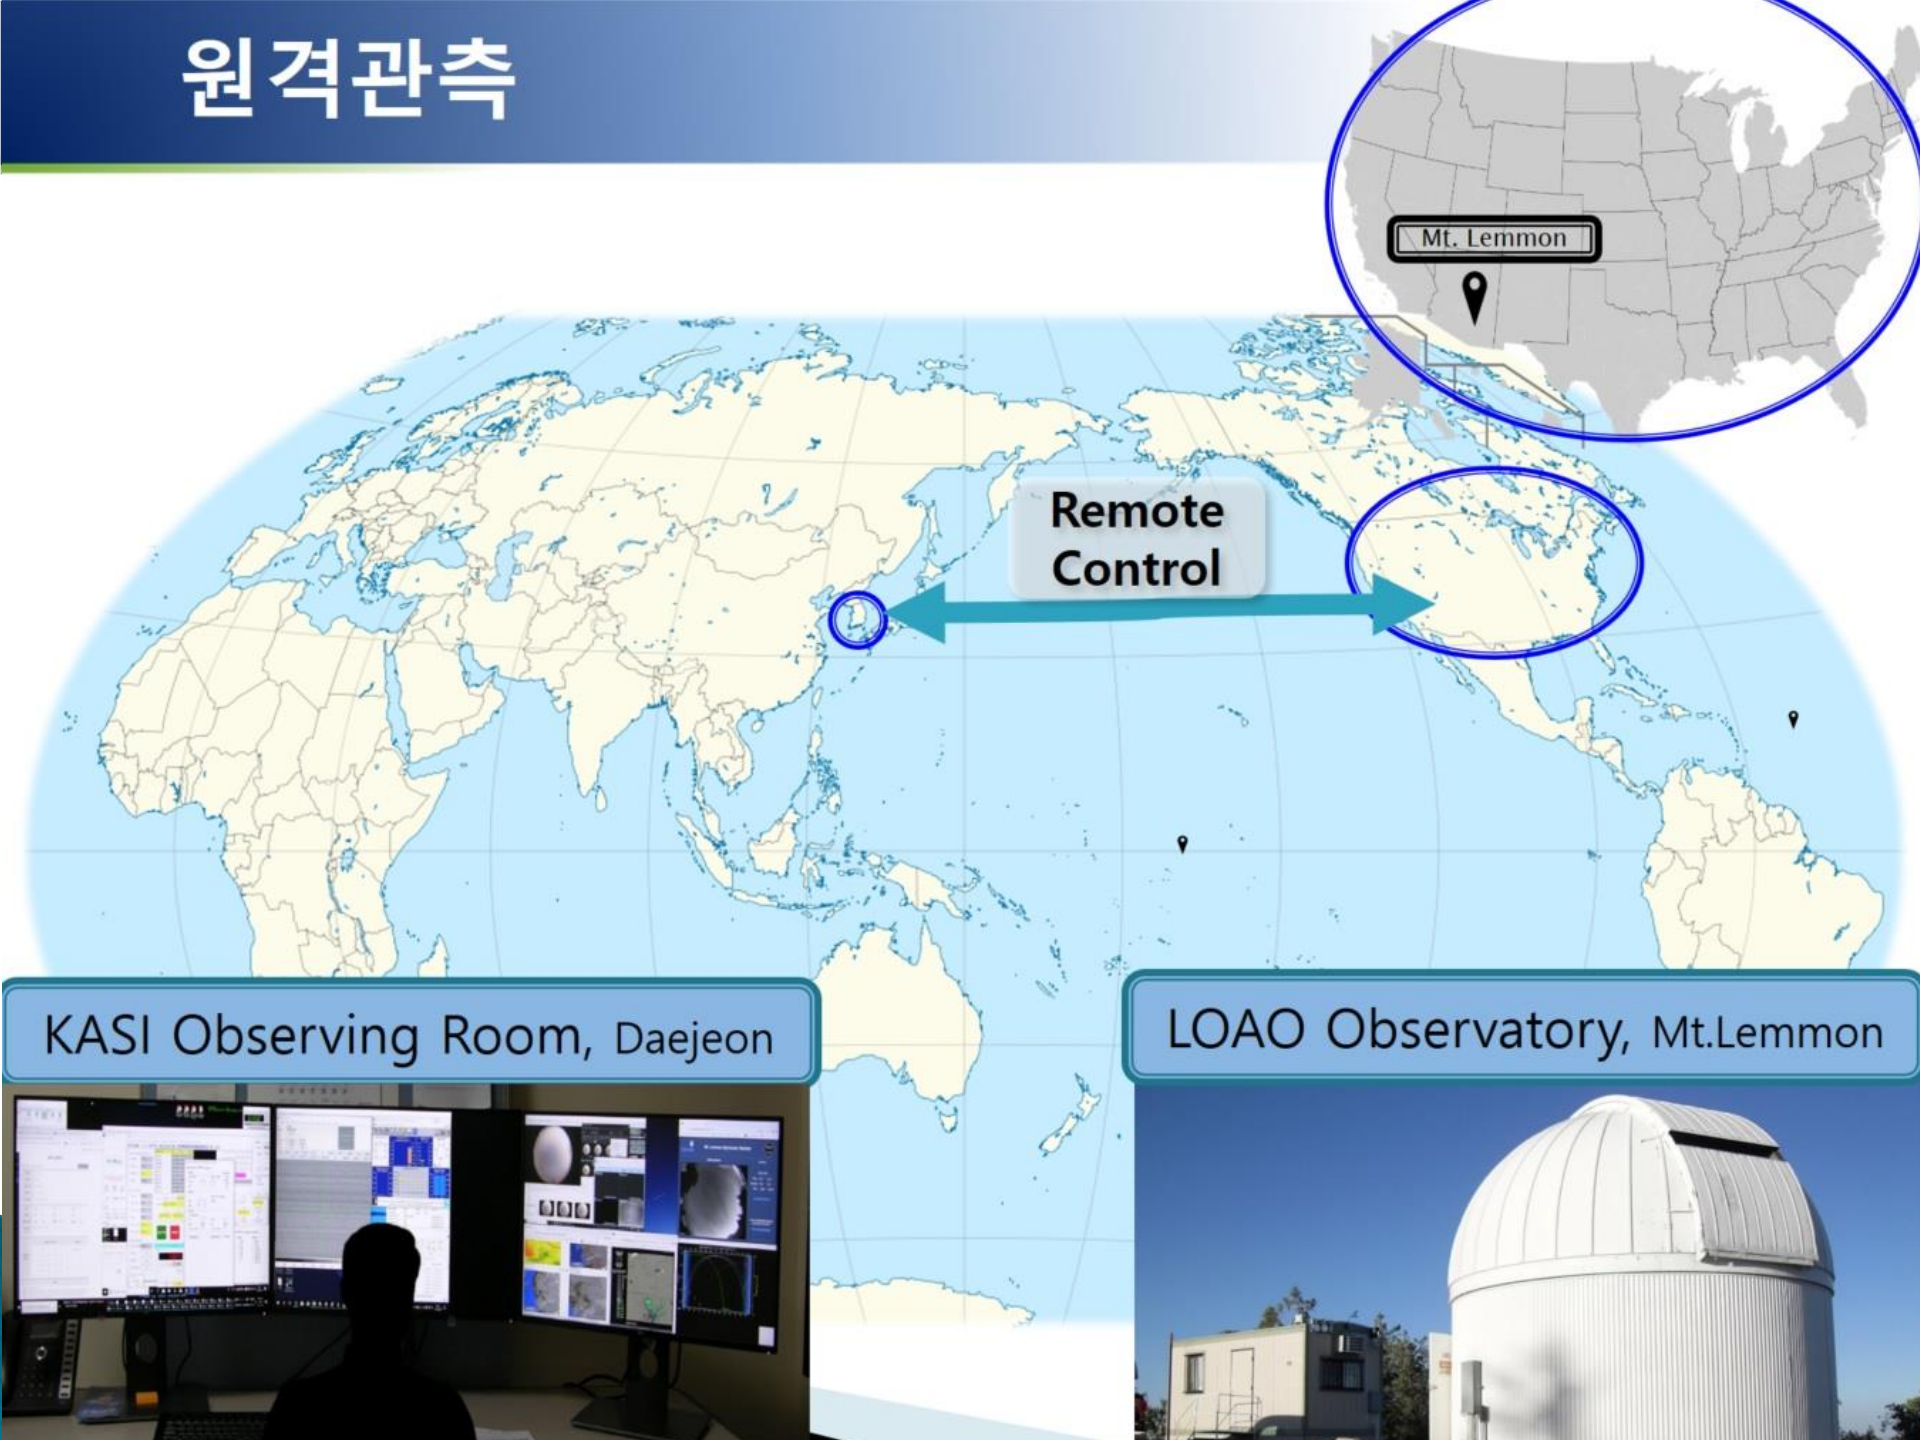 원격관측
Mt. Lemmon
Remote
Control
KASI Observing Room, Daejeon
LOAO Observatory, Mt.Lemmon